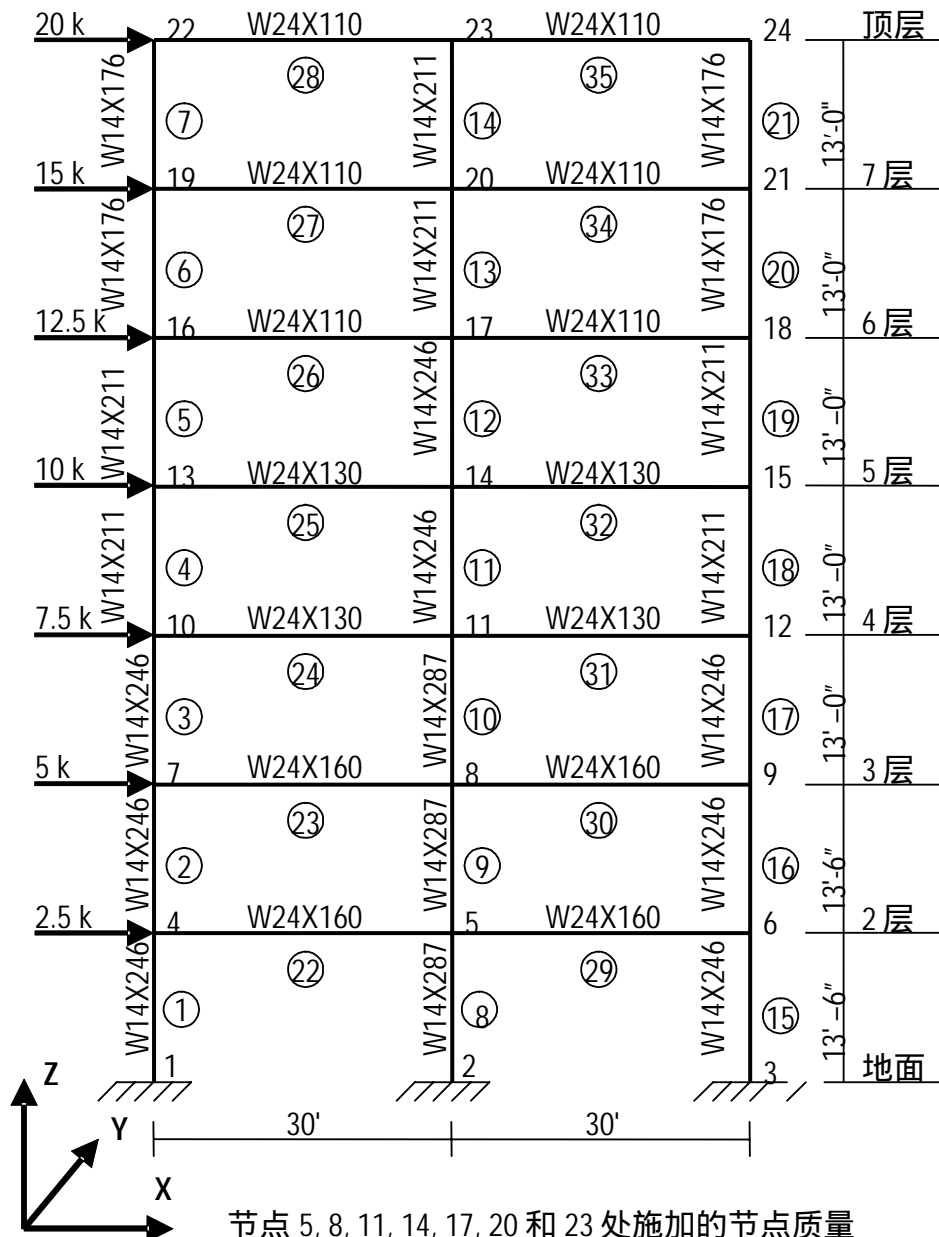 20 k 22 W24X110 23 W24X110 24 顶层
W14X176 28 W14X211 35 W14X176
7 14 21 13'-0"
15 k 19 W24X110 20 W24X110 21 7 层
W14X176 27 W14X211 34 W14X176
6 13 20 13'-0"
12.5 k 16 W24X110 17 W24X110 18 6 层
W14X211 26 W14X246 33 W14X211
5 12 19 13'-0"
10 k 13 W24X130 14 W24X130 15 5 层
W14X211 25 W14X246 32 W14X211
4 11 18 13'-0"
7.5 k 10 W24X130 11 W24X130 12 4 层
W14X246 24 W14X287 31 W14X246
3 10 17 13'-0"
5 k 7 W24X160 8 W24X160 9 3 层
W14X246 23 W14X287 30 W14X246
2 9 16 13'-6"
2.5 k 4 W24X160 5 W24X160 6 2 层
W14X246 22 W14X287 29 W14X246
1 8 15 13'-6"
1 2 3 地面
Z
Y
X
30' 30'
节点 5, 8, 11, 14, 17, 20 和 23 处施加的节点质量